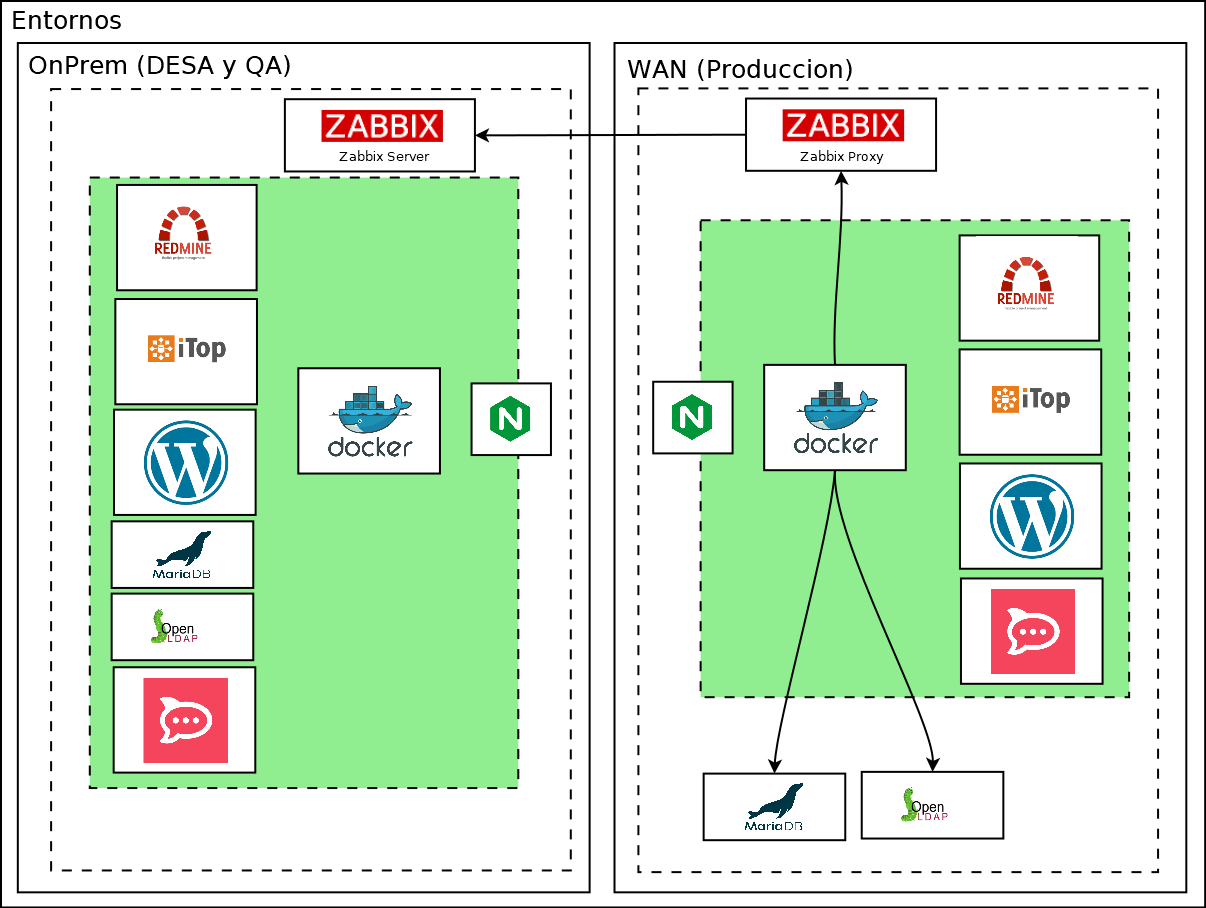 Entornos
OnPrem (DESA y QA)
WAN (Produccion)
ZABBIX
Zabbix Server
ZABBIX
Zabbix Proxy
REDMINE
iTop
W
MariaDB
Open
LDAP
docker
N
N
docker
REDMINE
iTop
W
MariaDB
Open
LDAP